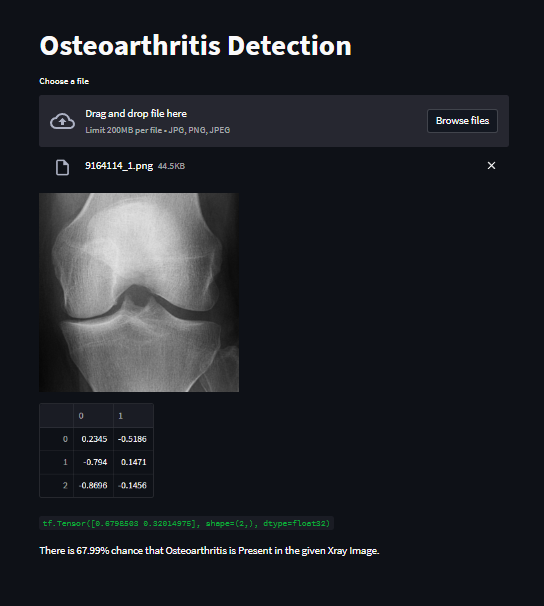 Osteoarthritis Detection
Choose a file
Drag and drop file here
Limit 200MB per file • JPG, PNG, JPEG
Browse files
9164114_1.png 44.5KB
0 1
0 0.2345 -0.5186
1 -0.794 0.1471
2 -0.8696 -0.1456
tf.Tensor([0.6798503 0.32014975], shape=(2,), dtype=float32)
There is 67.99% chance that Osteoarthritis is Present in the given Xray Image.